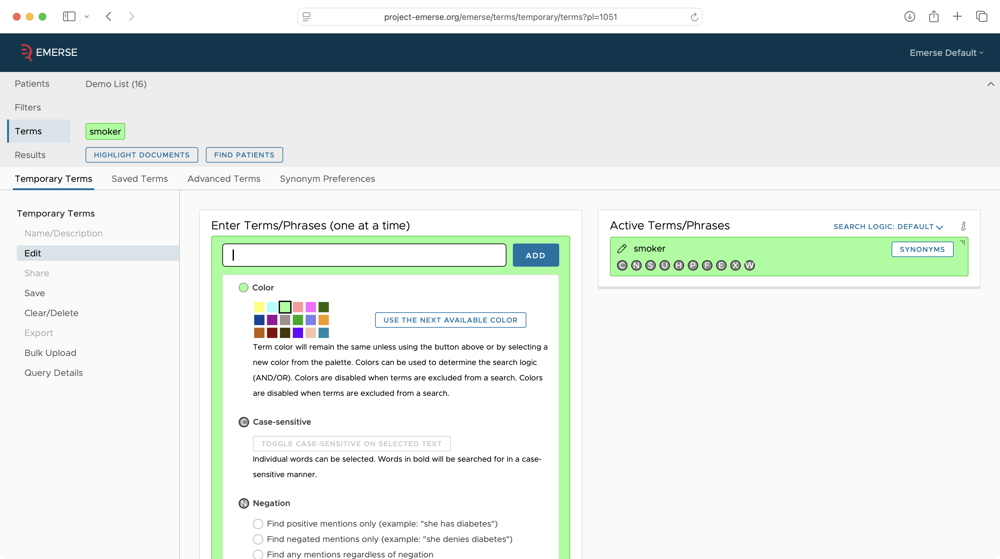 project-emerse.org/emerse/terms/temporary/terms?pl=1051
EMERSE
Emerse Default
Patients
Demo List (16)
Filters
Terms
smoker
Results
HIGHLIGHT DOCUMENTS
FIND PATIENTS
Temporary Terms
Saved Terms
Advanced Terms
Synonym Preferences
Temporary Terms
Name/Description
Edit
Share
Save
Clear/Delete
Export
Bulk Upload
Query Details
Enter Terms/Phrases (one at a time)
ADD
Color
USE THE NEXT AVAILABLE COLOR
Term color will remain the same unless using the button above or by selecting a
new color from the palette. Colors can be used to determine the search logic
(AND/OR). Colors are disabled when terms are excluded from a search. Colors
are disabled when terms are excluded from a search.
C Case-sensitive
TOGGLE CASE-SENSITIVE ON SELECTED TEXT
Individual words can be selected. Words in bold will be searched for in a case-
sensitive manner.
N Negation
Find positive mentions only (example: "she has diabetes")
Find negated mentions only (example: "she denies diabetes")
Find any mentions regardless of negation
Active Terms/Phrases
SEARCH LOGIC: DEFAULT
i
smoker
SYNONYMS
C N S U H P F E X W